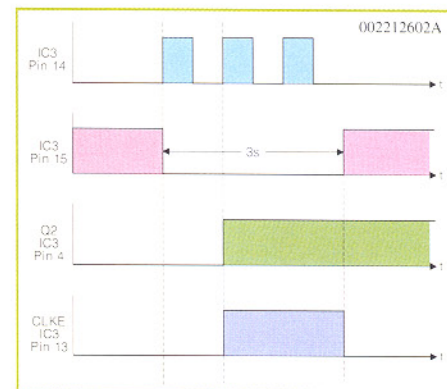 002212602A
IC3
Pin 14
t
IC3
Pin 15
3s
t
Q2
IC3
Pin 4
t
CLKE
IC3
Pin 13
t